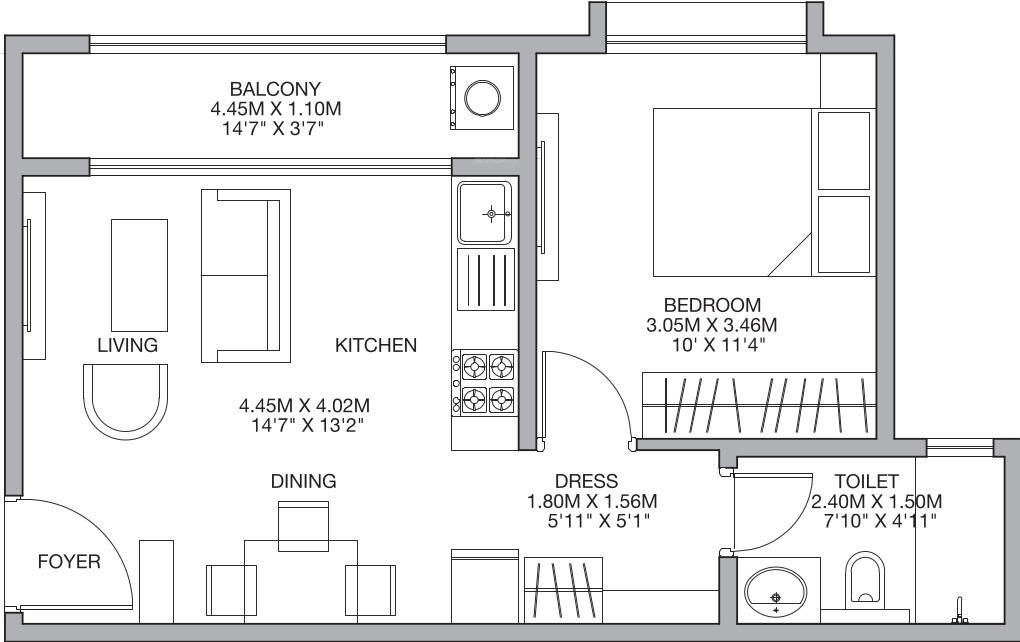 BALCONY
4.45M X 1.10M
14'7" X 3'7"
BEDROOM
3.05M X 3.46M
10' X 11'4"
LIVING
KITCHEN
4.45M X 4.02M
14'7" X 13'2"
DINING
DRESS
1.80M X 1.56M
5'11" X 5'1"
TOILET
2.40M X 1.50M
7'10" X 4'11"
FOYER